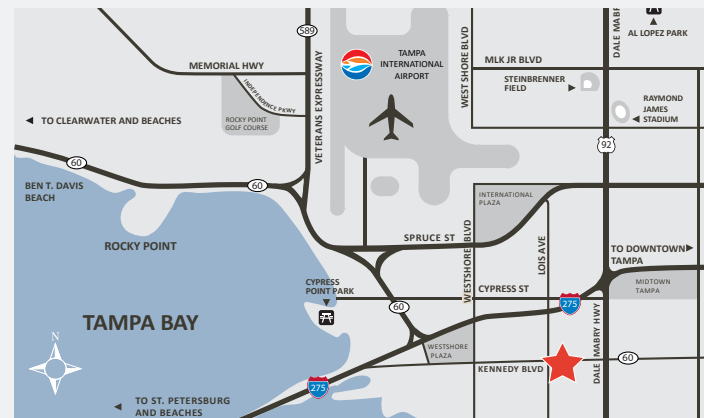 589
MEMORIAL HWY
INDEPENDENCE PKWY
ROCKY POINT
GOLF COURSE
VETERANS EXPRESSWAY
TAMPA
INTERNATIONAL
AIRPORT
WEST SHORE BLVD
MLK JR BLVD
STEINBRENNER
FIELD
DALE MABR
AL LOPEZ PARK
RAYMOND
JAMES
STADIUM
92
TO CLEARWATER AND BEACHES
60
60
BEN T. DAVIS
BEACH
ROCKY POINT
INTERNATIONAL
PLAZA
SPRUCE ST
WESTSHORE BLVD
LOIS AVE
TO DOWNTOWN
TAMPA
CYPRESS
POINT PARK
CYPRESS ST
275
MIDTOWN
TAMPA
60
TAMPA BAY
WESTSHORE
PLAZA
KENNEDY BLVD
DALE MABRY HWY
60
N
275
TO ST. PETERSBURG
AND BEACHES